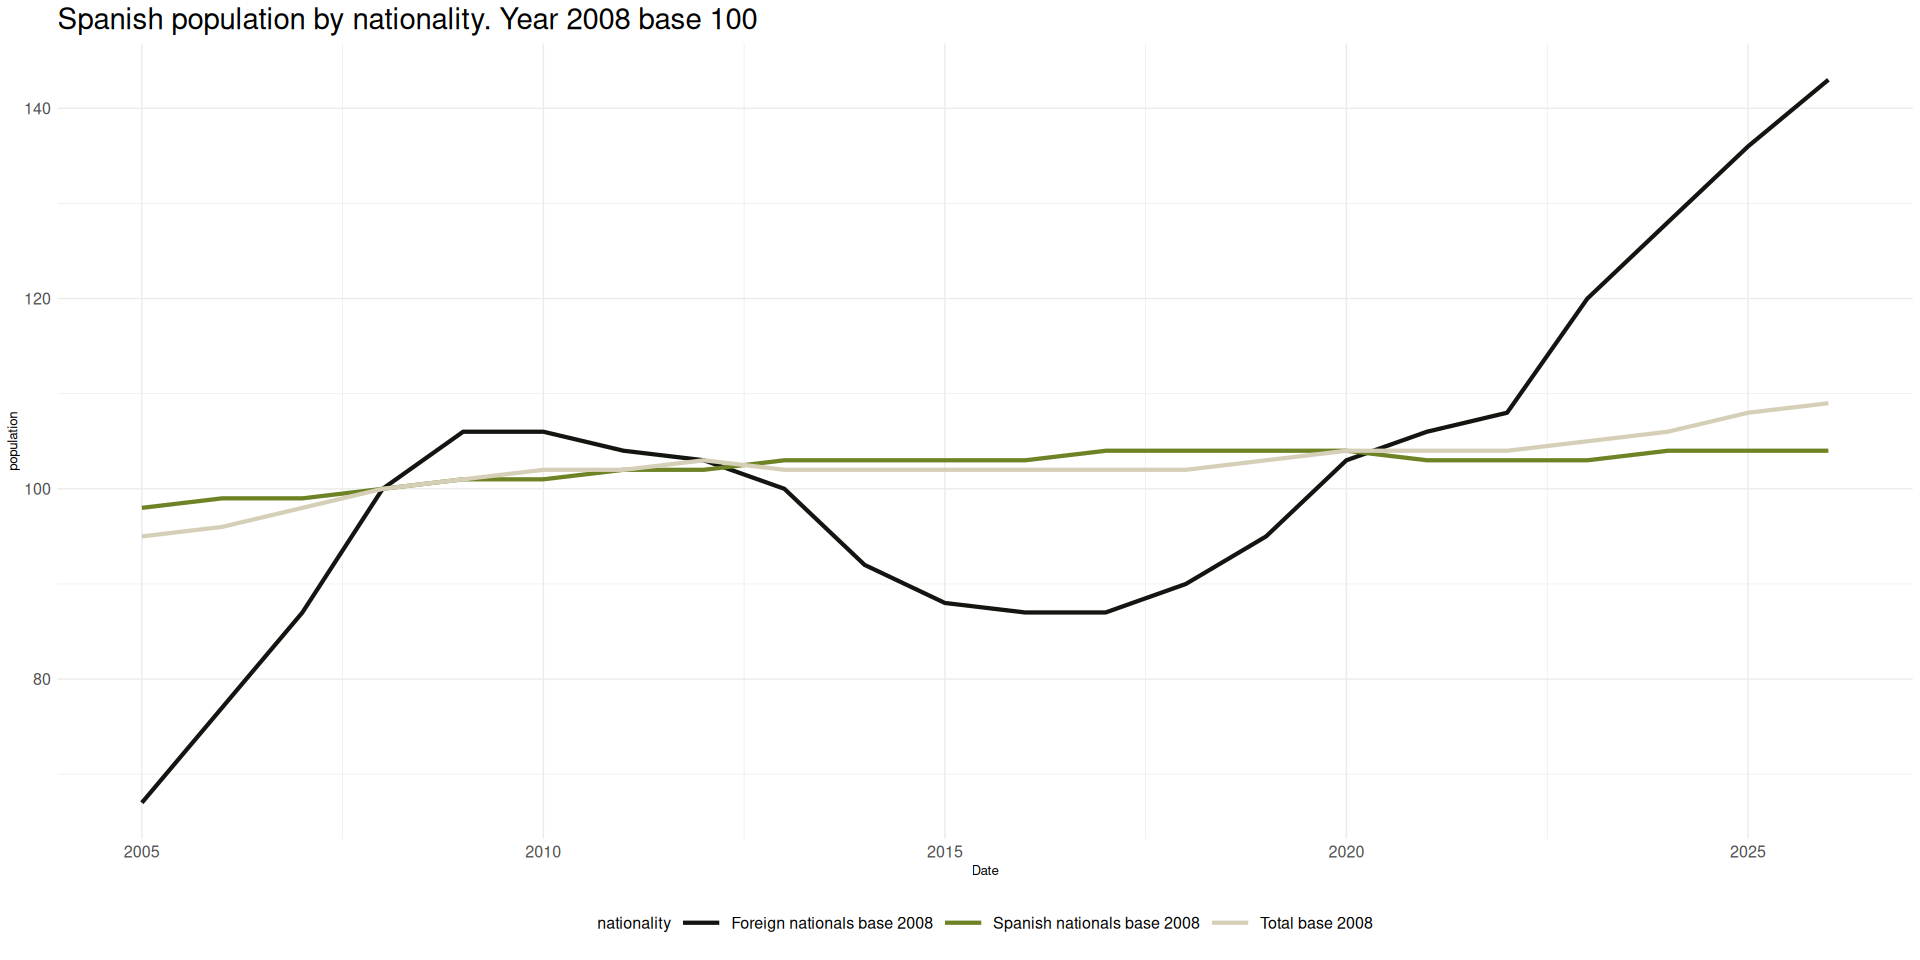 Spanish population by nationality. Year 2008 base 100
140
120
100
80
population
2005 2010 2015 2020 2025
Date
nationality Foreign nationals base 2008 Spanish nationals base 2008 Total base 2008